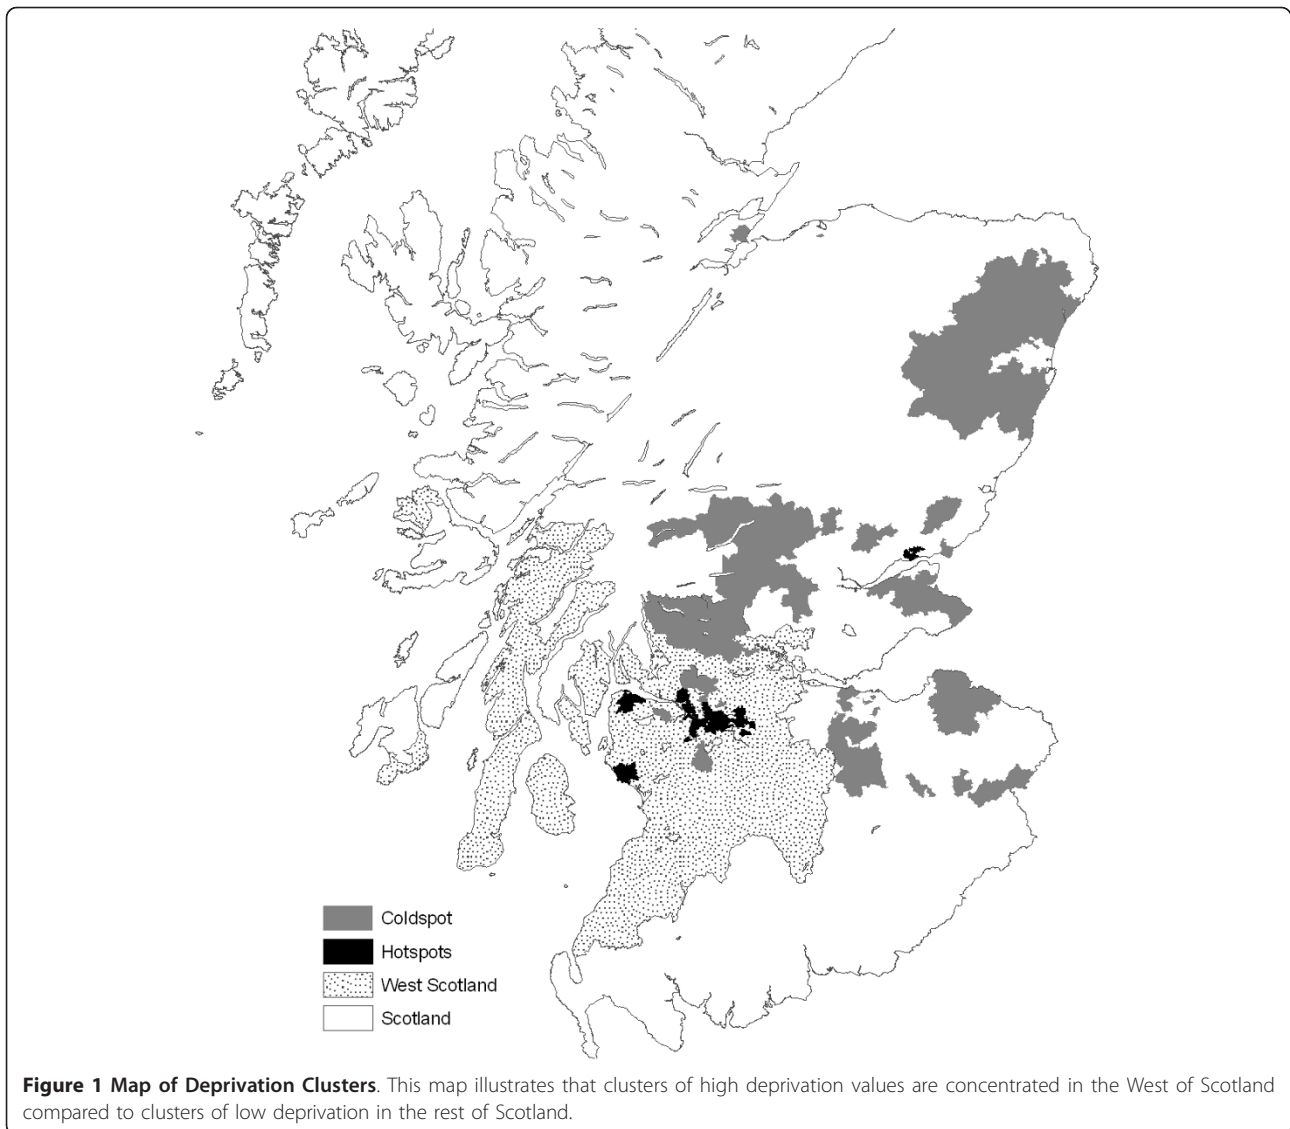 Coldspot
Hotspots
West Scotland
Scotland
Figure 1 Map of Deprivation Clusters. This map illustrates that clusters of high deprivation values are concentrated in the West of Scotland
compared to clusters of low deprivation in the rest of Scotland.